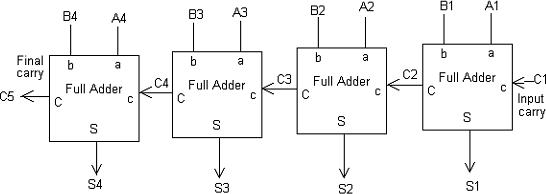 B4 A4 B3 A3 B2 A2 B1 A1
b a b a b a b a
Final carry
C5 C Full Adder c C4 C Full Adder c C3 C Full Adder c C2 C Full Adder c C1
Input carry
S S S S
S4 S3 S2 S1